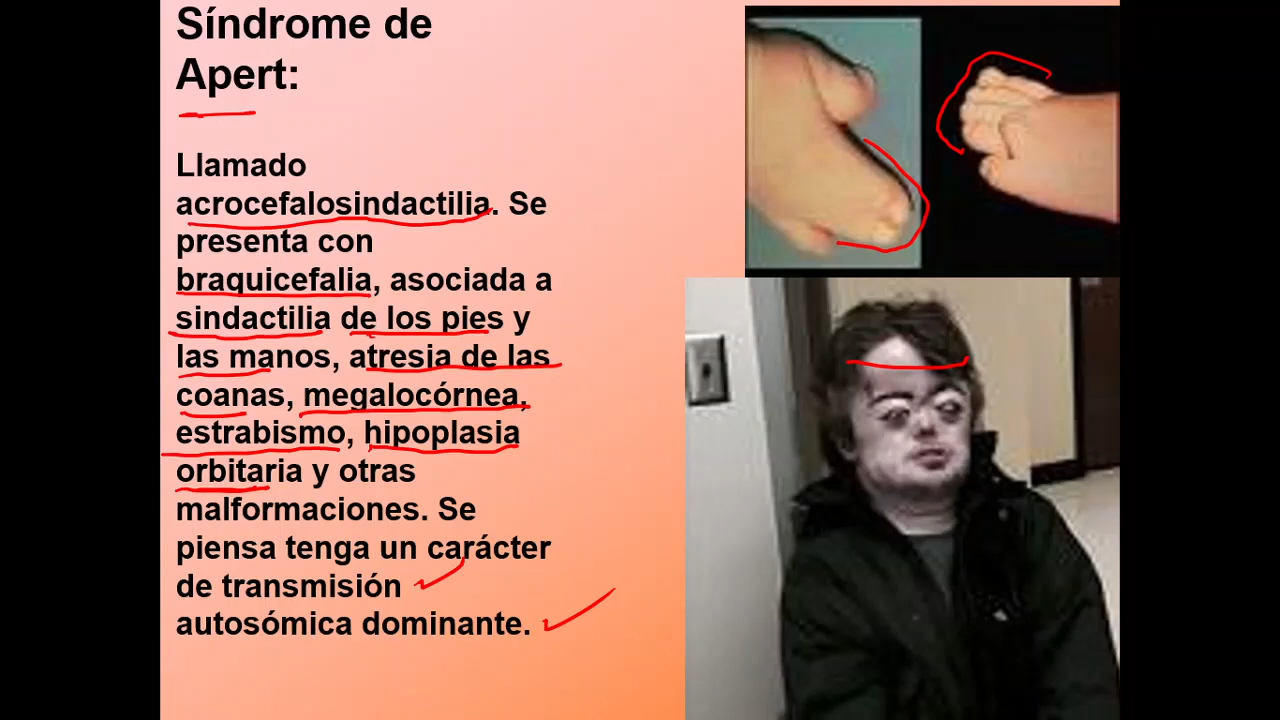 Síndrome de
Apert:
Llamado
acrocefalosindactilia. Se
presenta con
braquicefalia, asociada a
sindactilia de los pies y
las manos, atresia de las
coanas, megalocórnea,
estrabismo, hipoplasia
orbitaria y otras
malformaciones. Se
piensa tenga un carácter
de transmisión
autosómica dominante.